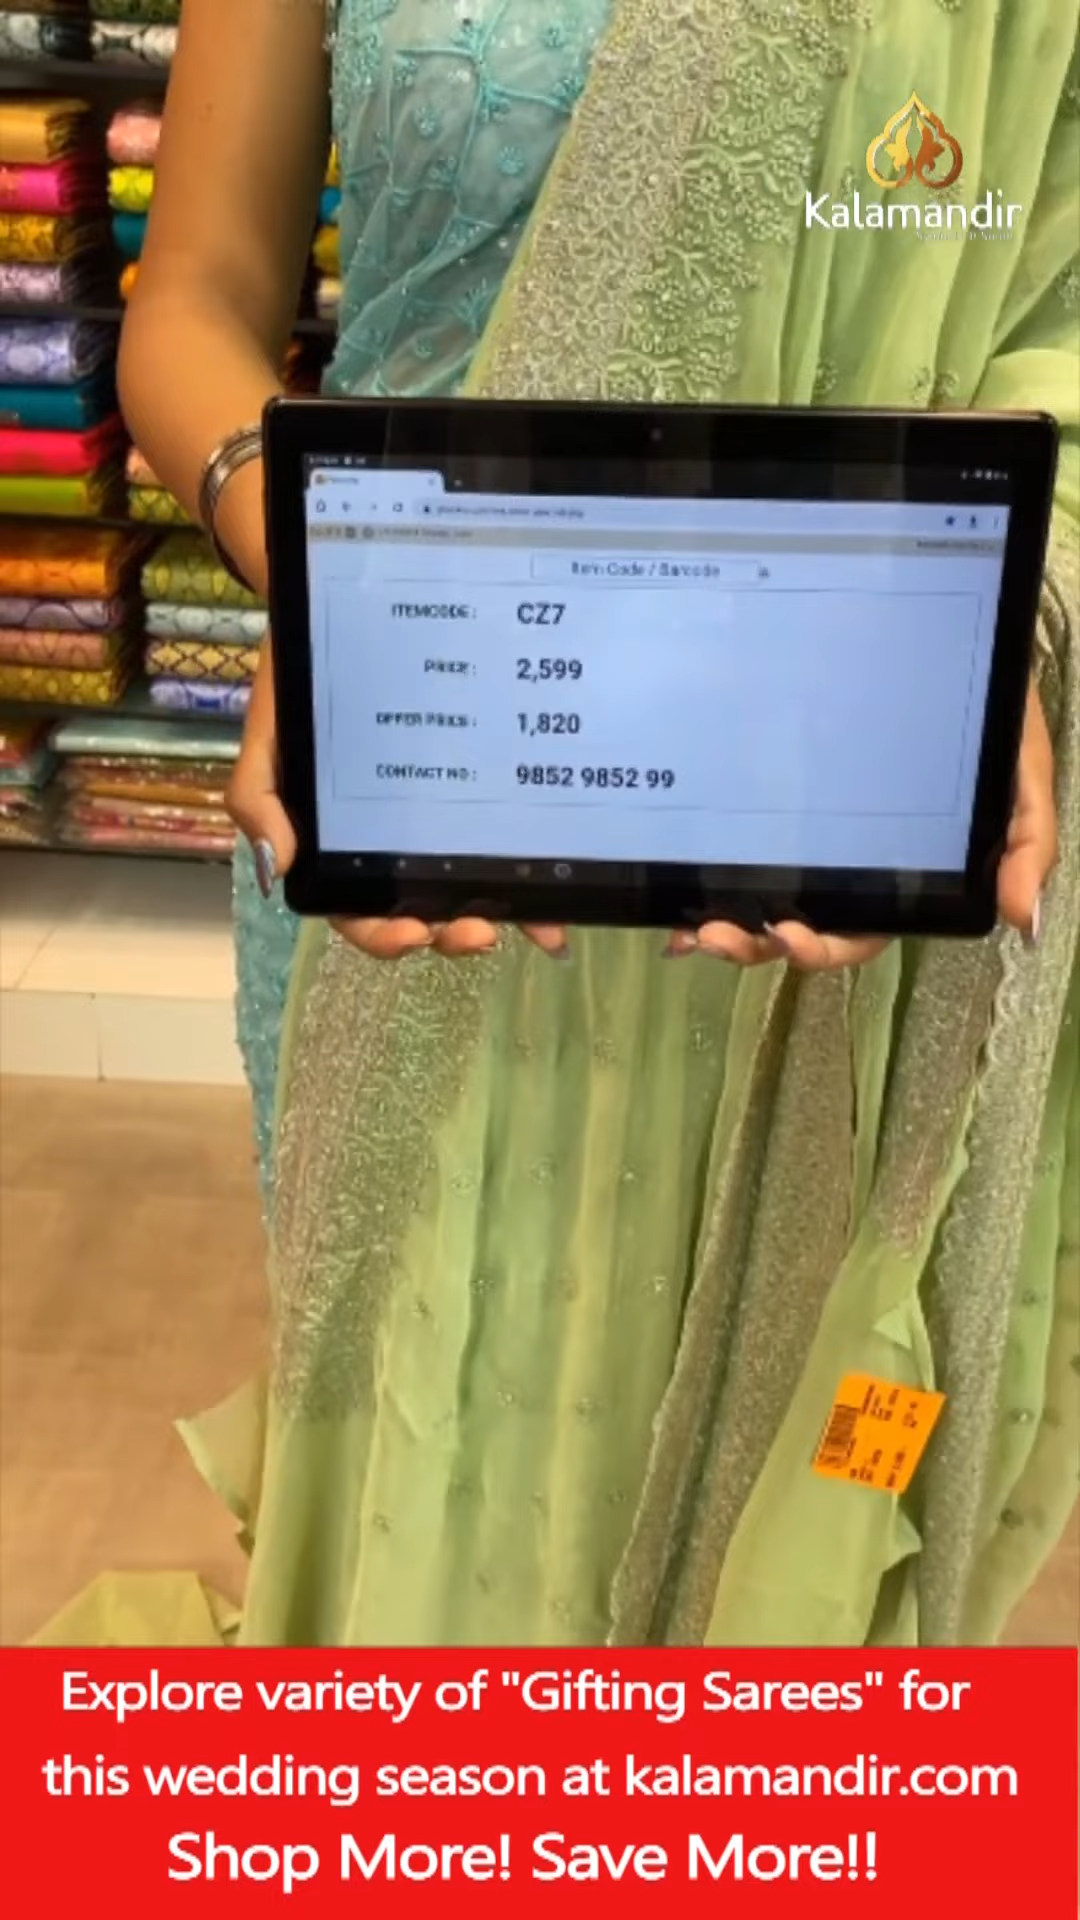 Kalamandir
Item Code / Barcode
ITEMCODE : CZ7
PRICE : 2,599
OFFER PRICE : 1,820
CONTACT NO : 9852 9852 99
Explore variety of "Gifting Sarees" for
this wedding season at kalamandir.com
Shop More! Save More!!